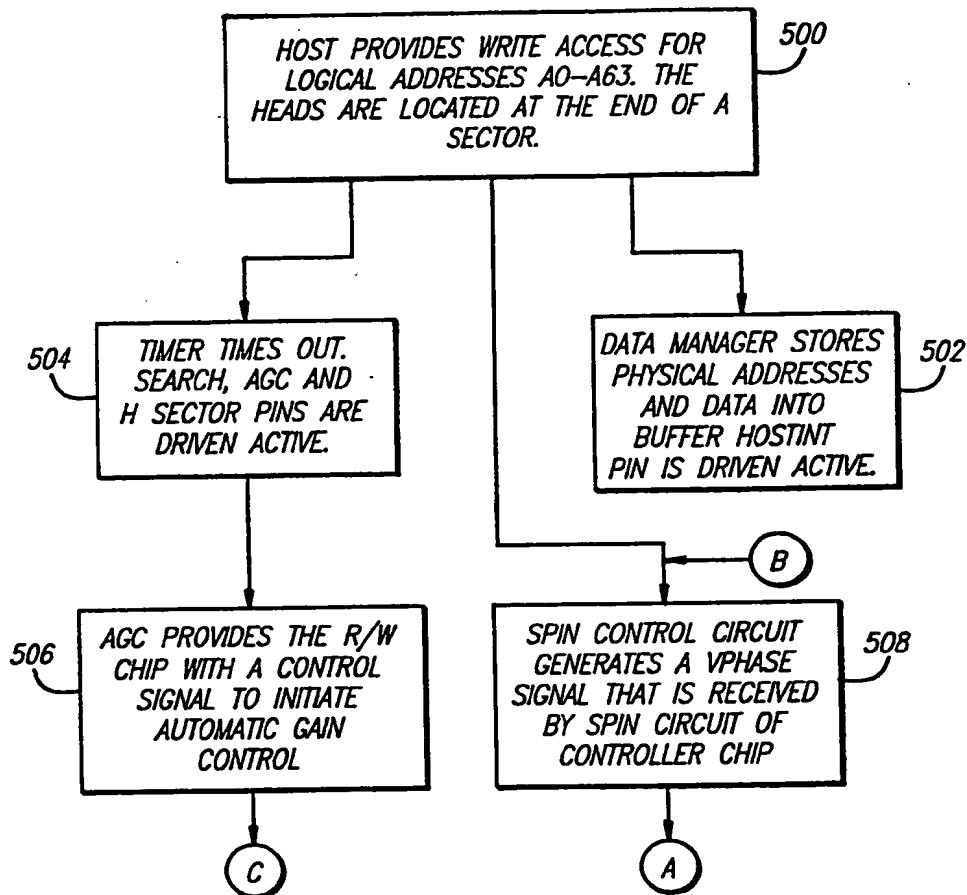 HOST PROVIDES WRITE ACCESS FOR
LOGICAL ADDRESSES AO-A63. THE
HEADS ARE LOCATED AT THE END OF A
SECTOR.
500
504
TIMER TIMES OUT.
SEARCH, AGC AND
H SECTOR PINS ARE
DRIVEN ACTIVE.
DATA MANAGER STORES
PHYSICAL ADDRESSES
AND DATA INTO
BUFFER HOSTINT
PIN IS DRIVEN ACTIVE.
502
B
506
AGC PROVIDES THE R/W
CHIP WITH A CONTROL
SIGNAL TO INITIATE
AUTOMATIC GAIN
CONTROL
SPIN CONTROL CIRCUIT
GENERATES A VPHASE
SIGNAL THAT IS RECEIVED
BY SPIN CIRCUIT OF
CONTROLLER CHIP
508
C
A